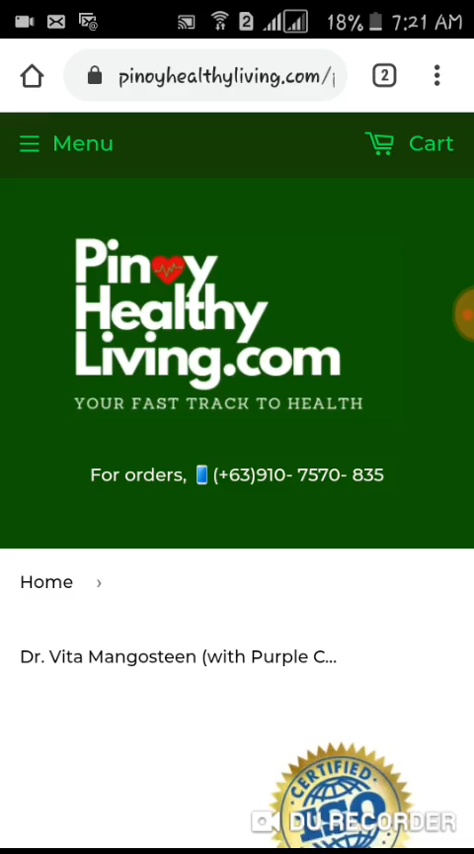 18% 7:21 AM
pinoyhealthyliving.com/
2
Menu
Cart
Pinoy
Healthy
Living.com
YOUR FAST TRACK TO HEALTH
For orders, (+63)910- 7570- 835
Home ›
Dr. Vita Mangosteen (with Purple C...
CERTIFIED
ISO
DU-RECORDER